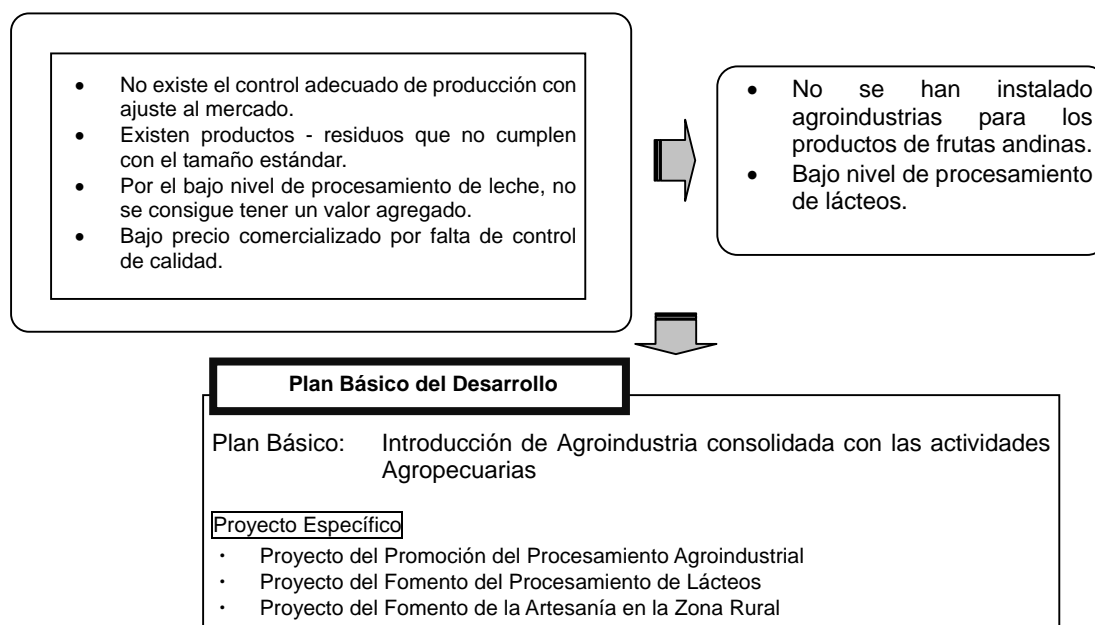 • No existe el control adecuado de producción con
ajuste al mercado.
• Existen productos - residuos que no cumplen
con el tamaño estándar.
• Por el bajo nivel de procesamiento de leche, no
se consigue tener un valor agregado.
• Bajo precio comercializado por falta de control
de calidad.
• No se han instalado
agroindustrias para los
productos de frutas andinas.
• Bajo nivel de procesamiento
de lácteos.
Plan Básico del Desarrollo
Plan Básico: Introducción de Agroindustria consolidada con las actividades
Agropecuarias
Proyecto Específico
・ Proyecto del Promoción del Procesamiento Agroindustrial
・ Proyecto del Fomento del Procesamiento de Lácteos
・ Proyecto del Fomento de la Artesanía en la Zona Rural